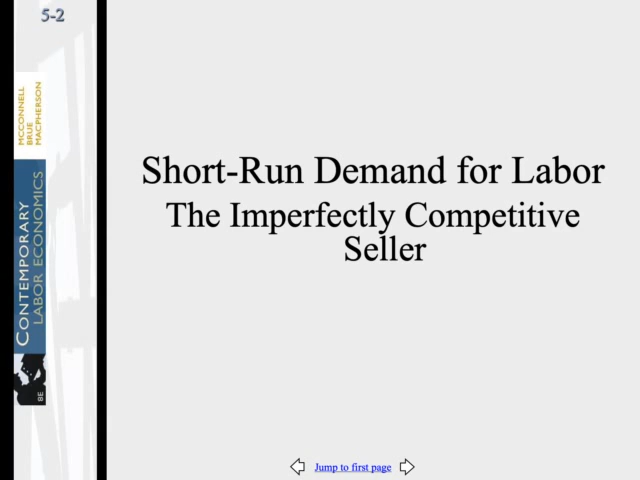 5-2
MCCONNELL
BRUE
MACPHERSON
CONTEMPORARY
LABOR ECONOMICS
8E
Short-Run Demand for Labor
The Imperfectly Competitive
Seller
Jump to first page